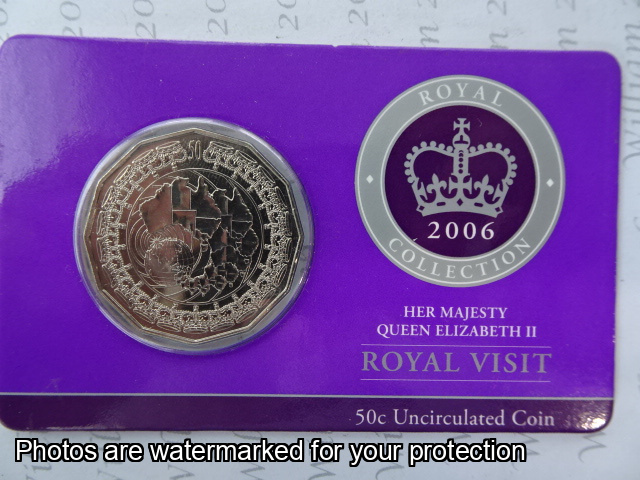 50
ROYAL
2006
COLLECTION
HER MAJESTY
QUEEN ELIZABETH II
ROYAL VISIT
50c Uncirculated Coin
Photos are watermarked for your protection